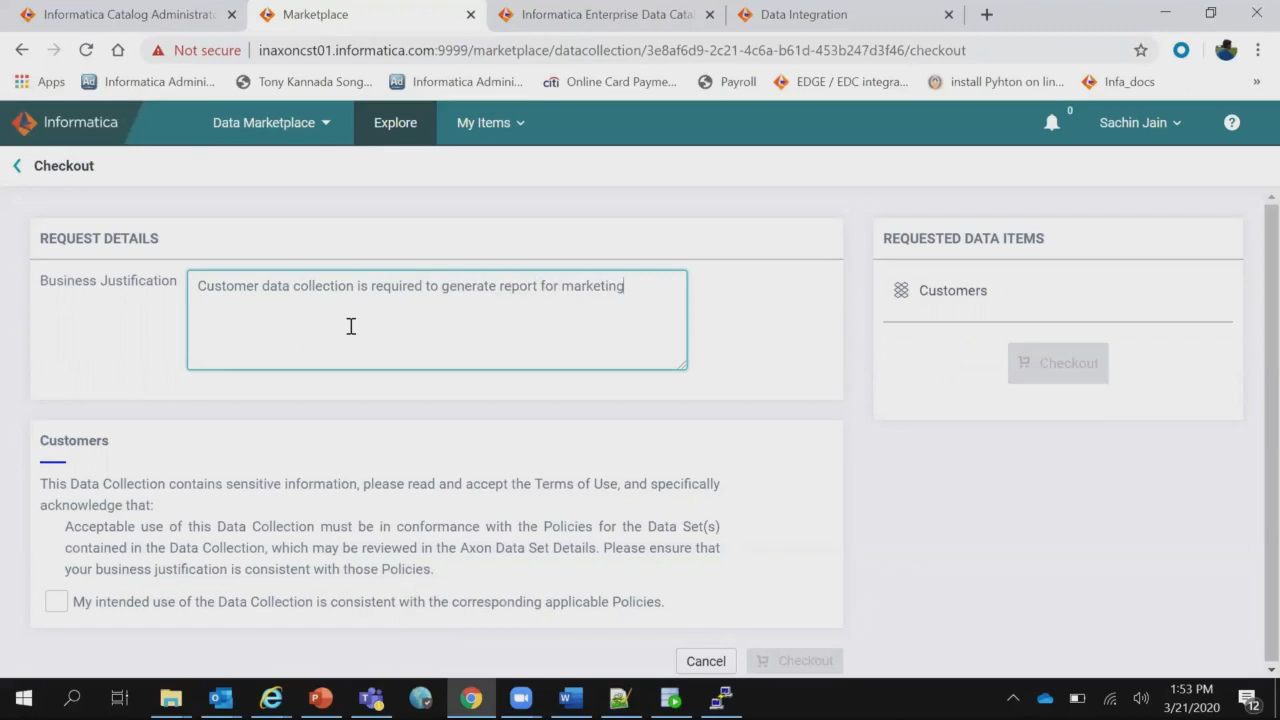 Informatica Catalog Administrato
Marketplace
Informatica Enterprise Data Cata
Data Integration
Not secure
inaxoncst01.informatica.com:9999/marketplace/datacollection/3e8af6d9-2c21-4c6a-b61d-453b247d3f46/checkout
Apps
Informatica Admini...
Tony Kannada Song...
Informatica Admini...
Online Card Payme...
Payroll
EDGE / EDC integra...
install Pyhton on lin...
Infa_docs
Informatica
Data Marketplace
Explore
My Items
0
Sachin Jain
Checkout
REQUEST DETAILS
Business Justification
Customer data collection is required to generate report for marketing
REQUESTED DATA ITEMS
Customers
Checkout
Customers
This Data Collection contains sensitive information, please read and accept the Terms of Use, and specifically
acknowledge that:
Acceptable use of this Data Collection must be in conformance with the Policies for the Data Set(s)
contained in the Data Collection, which may be reviewed in the Axon Data Set Details. Please ensure that
your business justification is consistent with those Policies.
My intended use of the Data Collection is consistent with the corresponding applicable Policies.
Cancel
Checkout
1:53 PM
3/21/2020
12